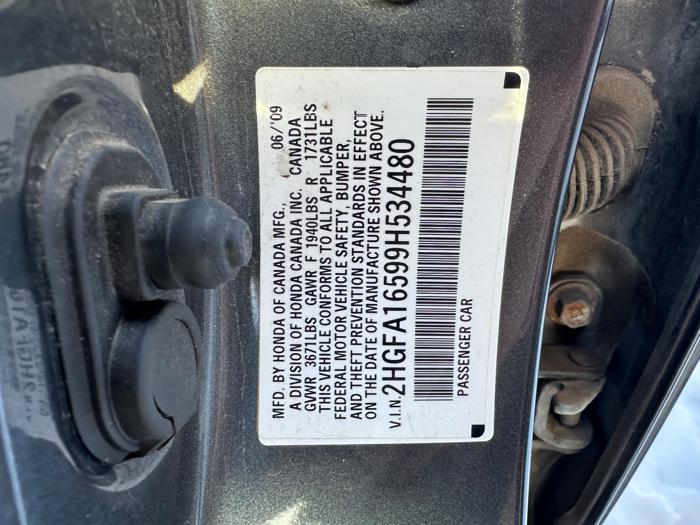 MFD. BY HONDA OF CANADA MFG., 06/'09
A DIVISION OF HONDA CANADA INC. CANADA
GVWR 3671LBS GAWR F 1940LBS R 1731LBS
THIS VEHICLE CONFORMS TO ALL APPLICABLE
FEDERAL MOTOR VEHICLE SAFETY, BUMPER,
AND THEFT PREVENTION STANDARDS IN EFFECT
ON THE DATE OF MANUFACTURE SHOWN ABOVE.
V.I.N. 2HGFA16599H534480
PASSENGER CAR